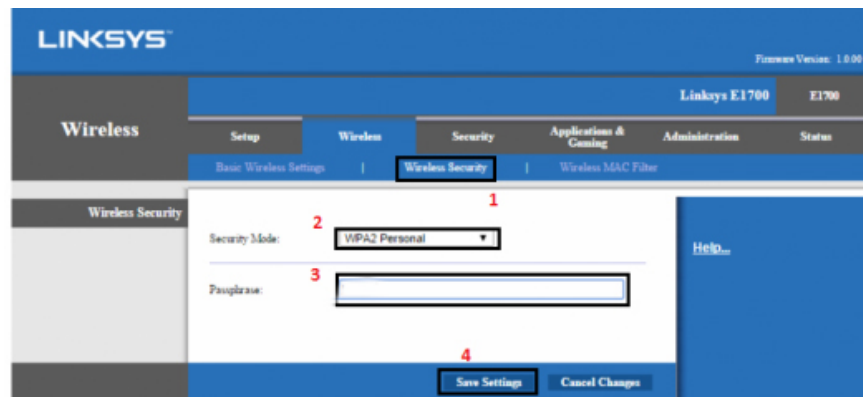 LINKSYS
Firmware Version: 1.0.00
Linksys E1700 E1700
Wireless
Setup Wireless Security Applications & Gaming Administration Status
Basic Wireless Settings | Wireless Security | Wireless MAC Filter
1
Wireless Security
2
Security Mode: WPA2 Personal
Help...
3
Passphrase:
4
Save Settings Cancel Changes